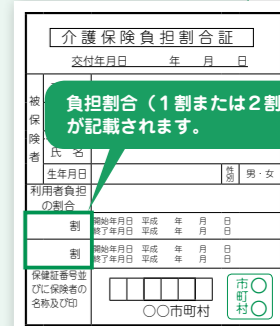 介護保険負担割合証
交付年月日　年　月　日
被保険者
負担割合（1割または2割
が記載されます。
氏　名
生年月日　性別　男・女
利用者負担
の割合
割　開始年月日　平成　年　月　日
終了年月日　平成　年　月　日
割　開始年月日　平成　年　月　日
終了年月日　平成　年　月　日
保健証番号並
びに保険者の
名称及び印
〇〇市町村
市〇
町
村〇